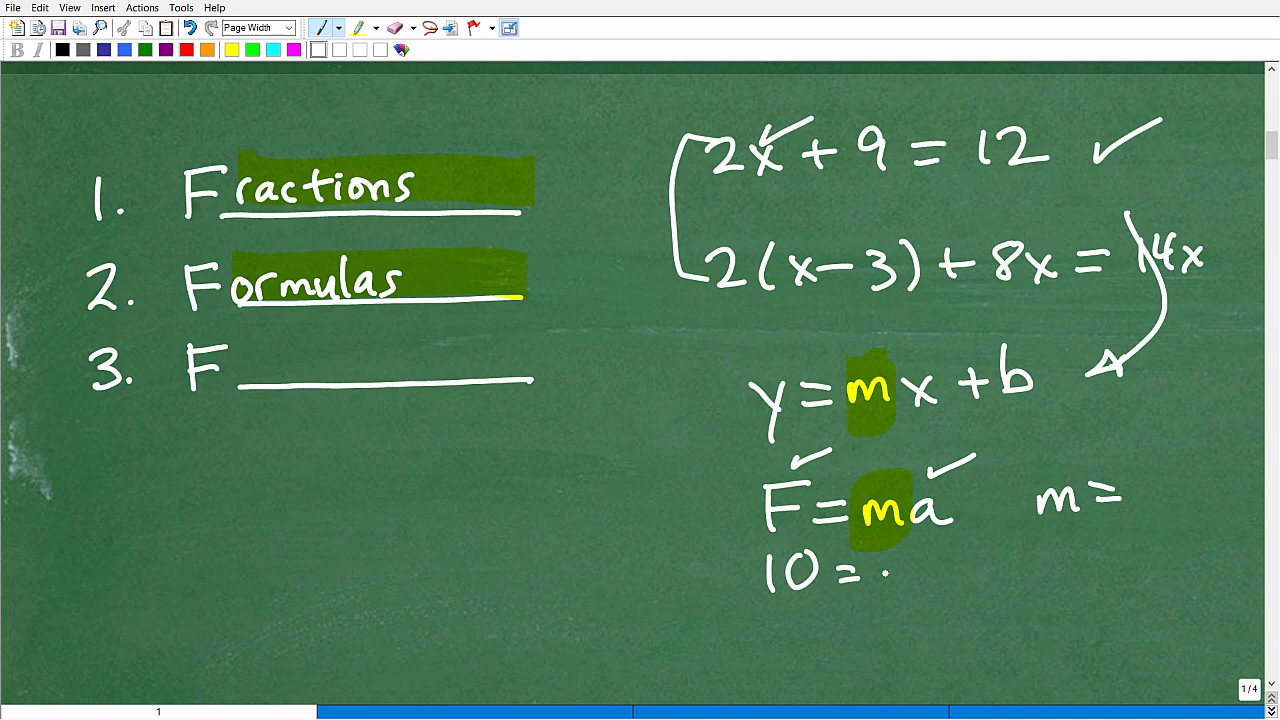 File Edit View Insert Actions Tools Help
Page Width
B I
1. Fractions
2. Formulas
3. F
2x + 9 = 12
2(x-3) + 8x = 14x
y = mx + b
F = ma m =
10 =
1/4
1